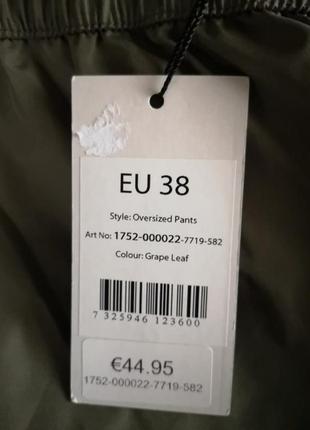 EU 38
Style: Oversized Pants
Art No: 1752-000022-7719-582
Colour: Grape Leaf
7 325946 123600
€44.95
1752-000022-7719-582